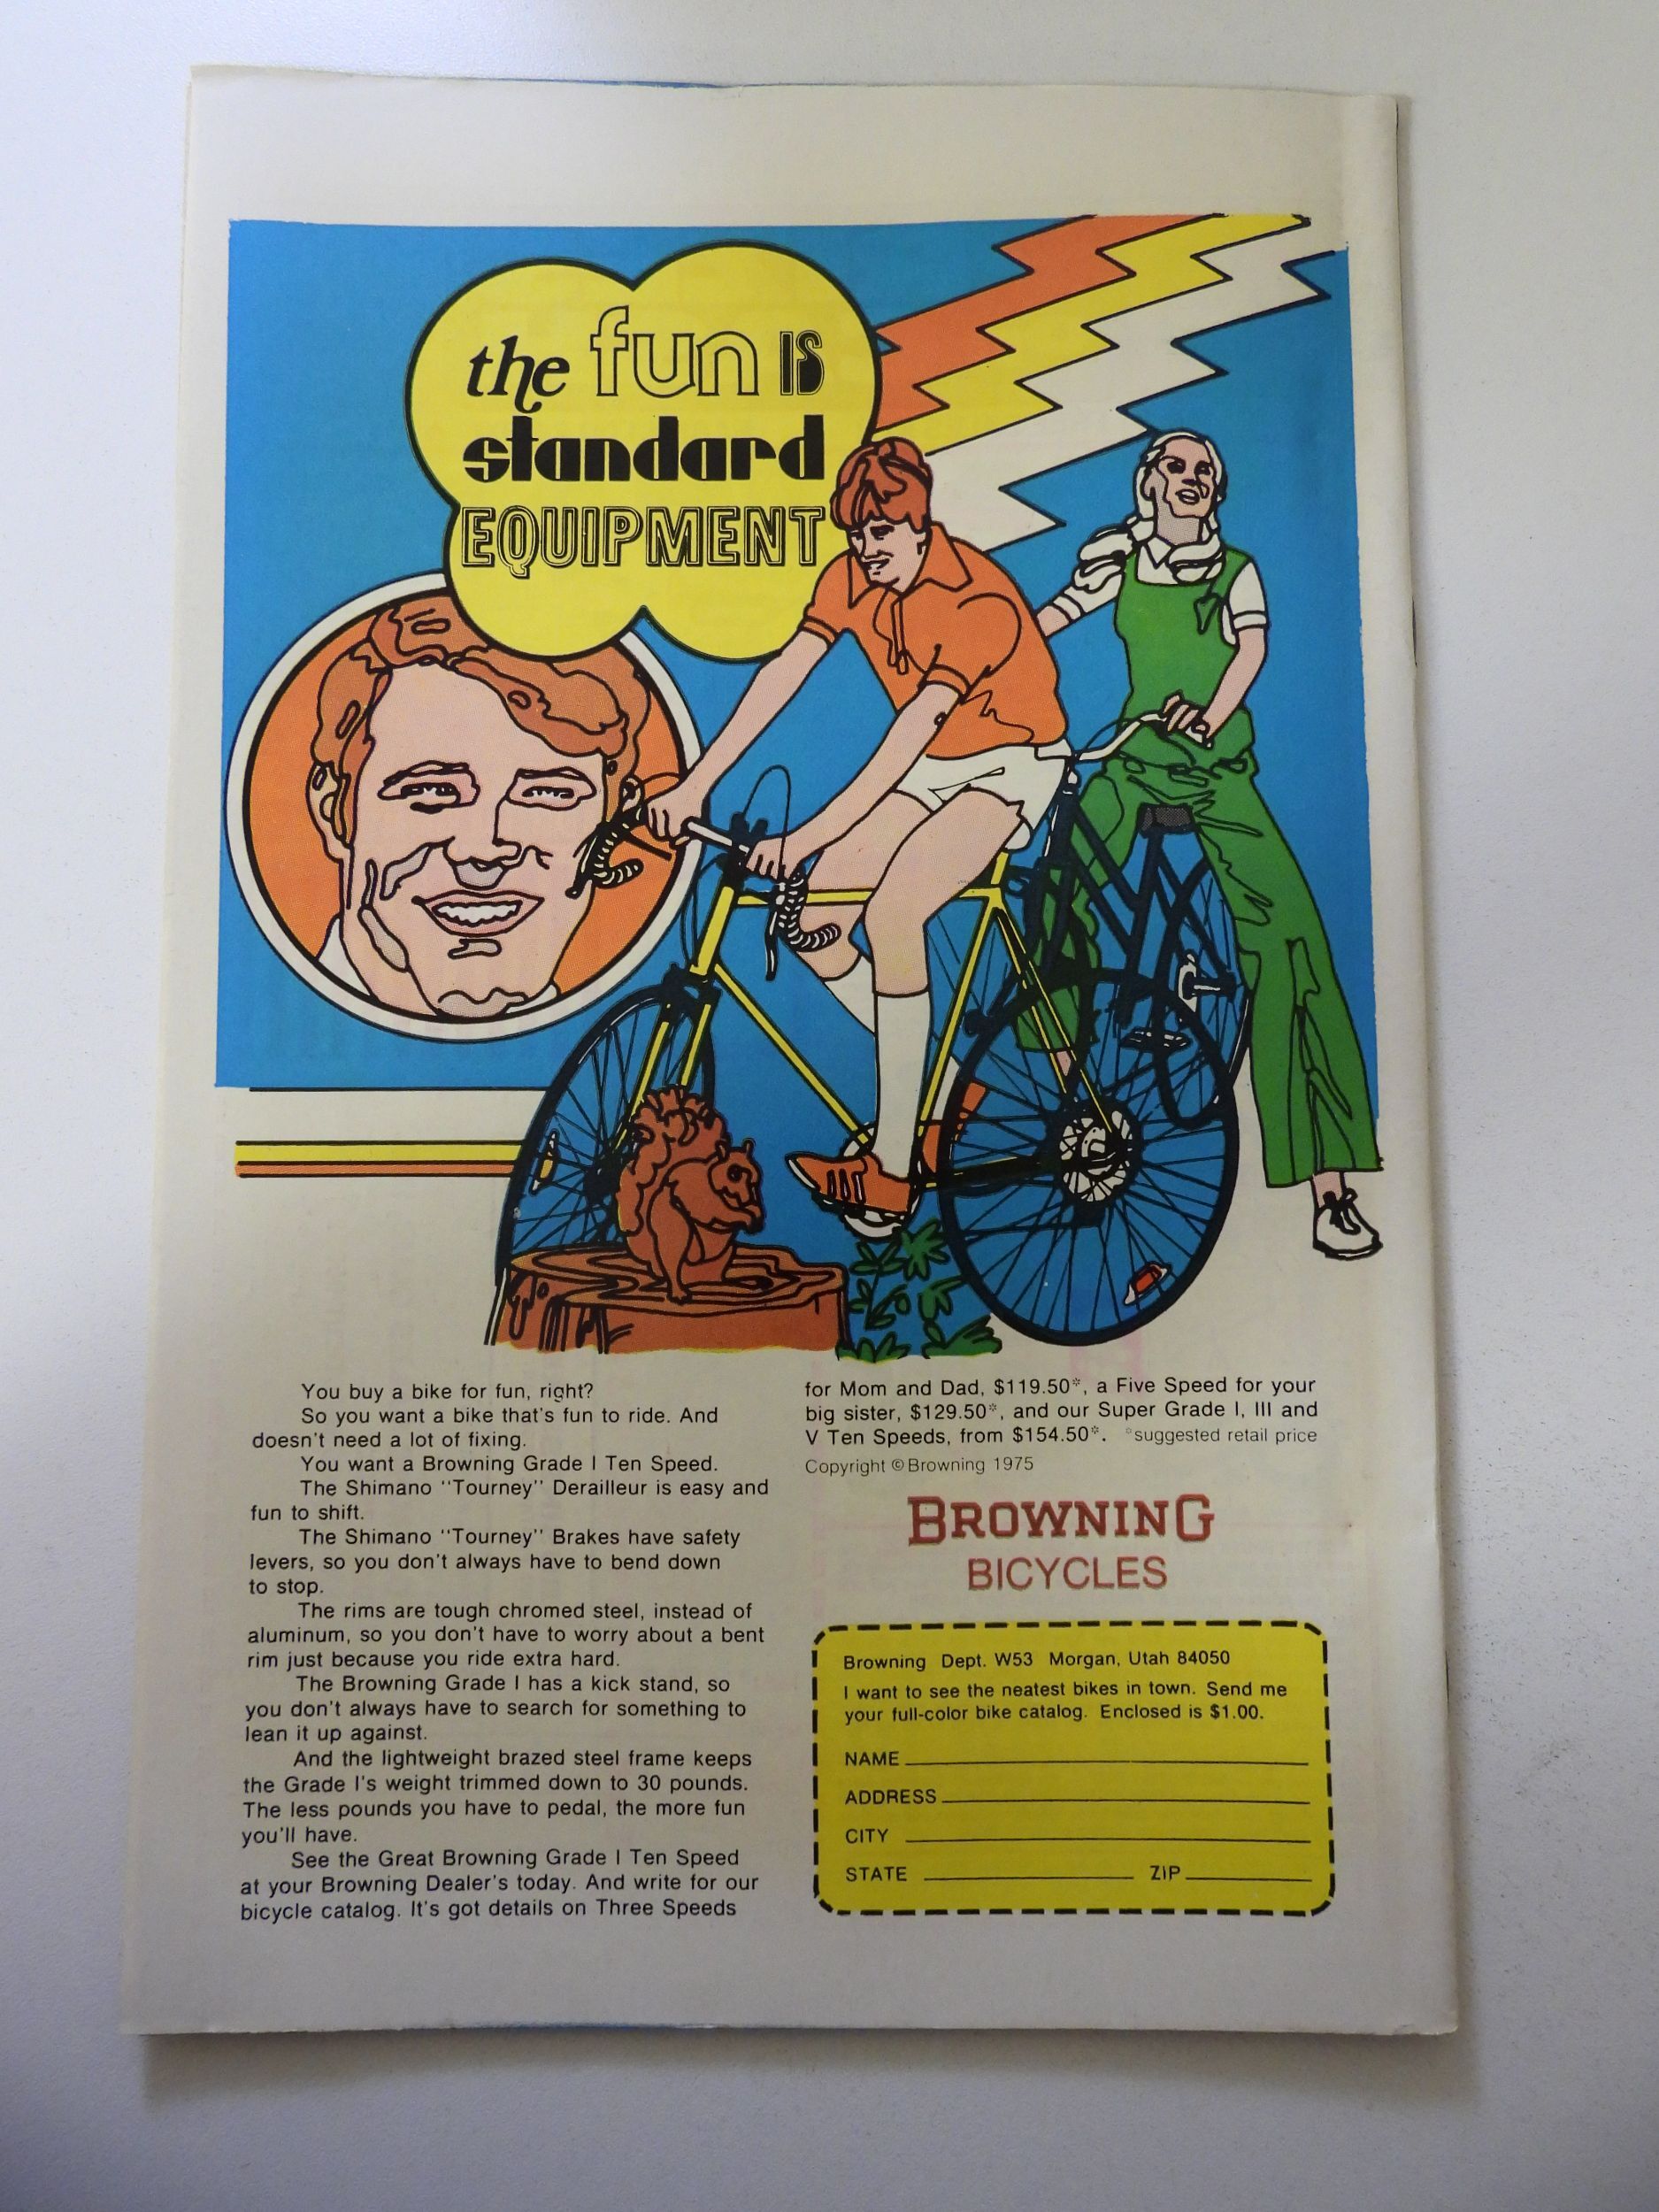 the fun is
standard
EQUIPMENT
You buy a bike for fun, right?
So you want a bike that's fun to ride. And
doesn't need a lot of fixing.
You want a Browning Grade I Ten Speed.
The Shimano "Tourney" Derailleur is easy and
fun to shift.
The Shimano "Tourney" Brakes have safety
levers, so you don't always have to bend down
to stop.
The rims are tough chromed steel, instead of
aluminum, so you don't have to worry about a bent
rim just because you ride extra hard.
The Browning Grade I has a kick stand, so
you don't always have to search for something to
lean it up against.
And the lightweight brazed steel frame keeps
the Grade I's weight trimmed down to 30 pounds.
The less pounds you have to pedal, the more fun
you'll have.
See the Great Browning Grade I Ten Speed
at your Browning Dealer's today. And write for our
bicycle catalog. It's got details on Three Speeds
for Mom and Dad, $119.50*, a Five Speed for your
big sister, $129.50*, and our Super Grade I, III and
V Ten Speeds, from $154.50*. *suggested retail price
Copyright © Browning 1975
BROWNING
BICYCLES
Browning Dept. W53 Morgan, Utah 84050
I want to see the neatest bikes in town. Send me
your full-color bike catalog. Enclosed is $1.00.
NAME
ADDRESS
CITY
STATE ZIP